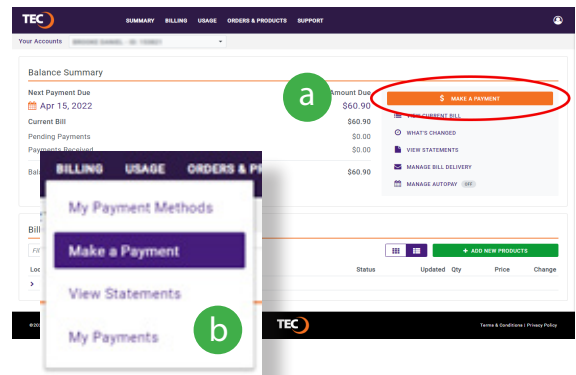 TEC
SUMMARY BILLING USAGE ORDERS & PRODUCTS SUPPORT
Your Accounts
Balance Summary
Next Payment Due
Amount Due
Apr 15, 2022
$60.90
Current Bill
$60.90
Pending Payments
$0.00
Payments Received
$0.00
$60.90
a
$ MAKE A PAYMENT
VIEW CURRENT BILL
WHAT'S CHANGED
VIEW STATEMENTS
MANAGE BILL DELIVERY
MANAGE AUTOPAY OFF
BILLING USAGE ORDERS & PR
My Payment Methods
Make a Payment
View Statements
My Payments
b
Bill
+ ADD NEW PRODUCTS
Status Updated Qty Price Change
TEC
Terms & Conditions | Privacy Policy